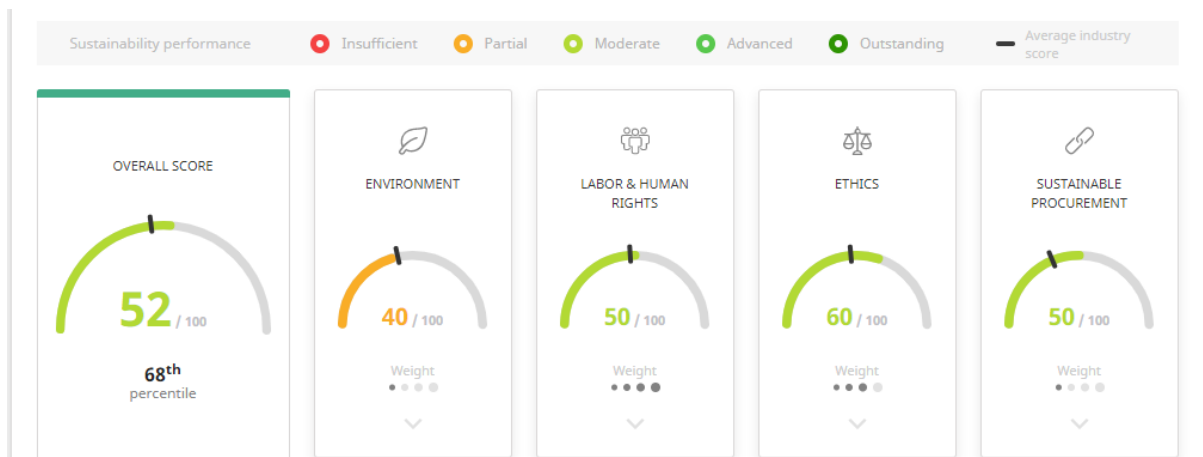 Sustainability performance
Insufficient
Partial
Moderate
Advanced
Outstanding
Average industry
score
OVERALL SCORE
52 / 100
68th
percentile
ENVIRONMENT
40 / 100
Weight
LABOR & HUMAN
RIGHTS
50 / 100
Weight
ETHICS
60 / 100
Weight
SUSTAINABLE
PROCUREMENT
50 / 100
Weight